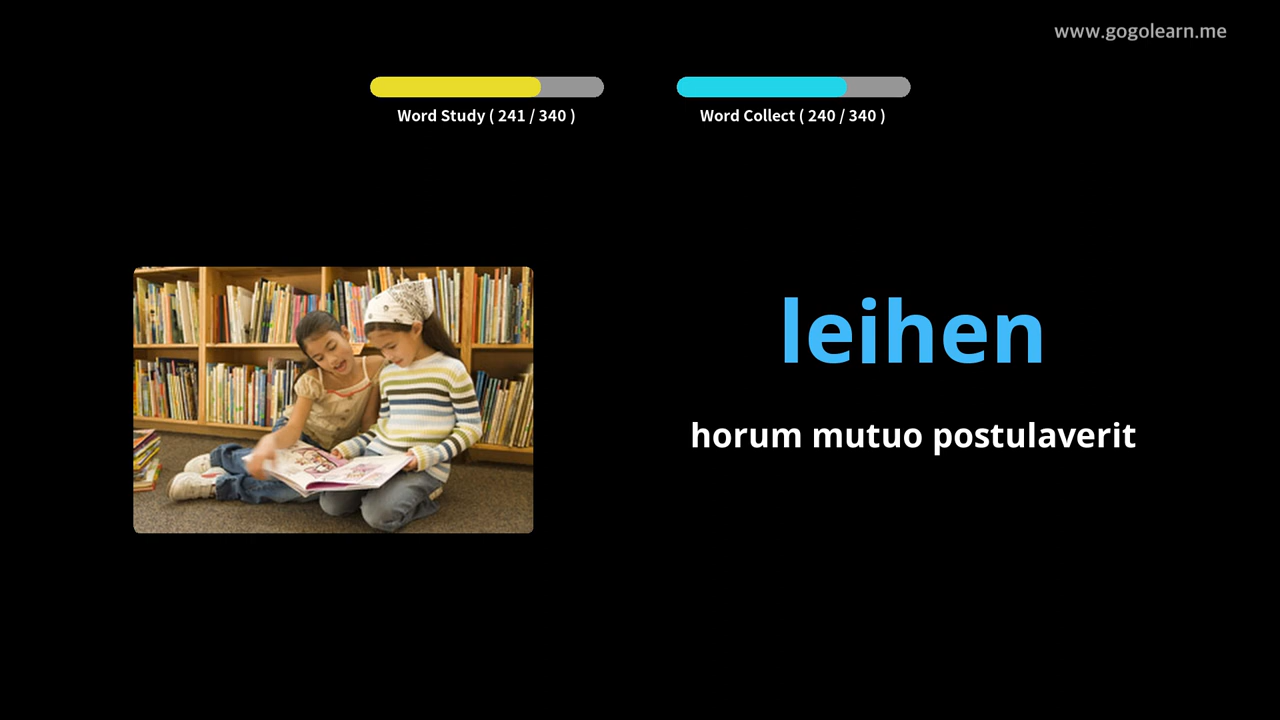 www.gogolearn.me
Word Study ( 241 / 340 )
Word Collect ( 240 / 340 )
leihen
horum mutuo postulaverit